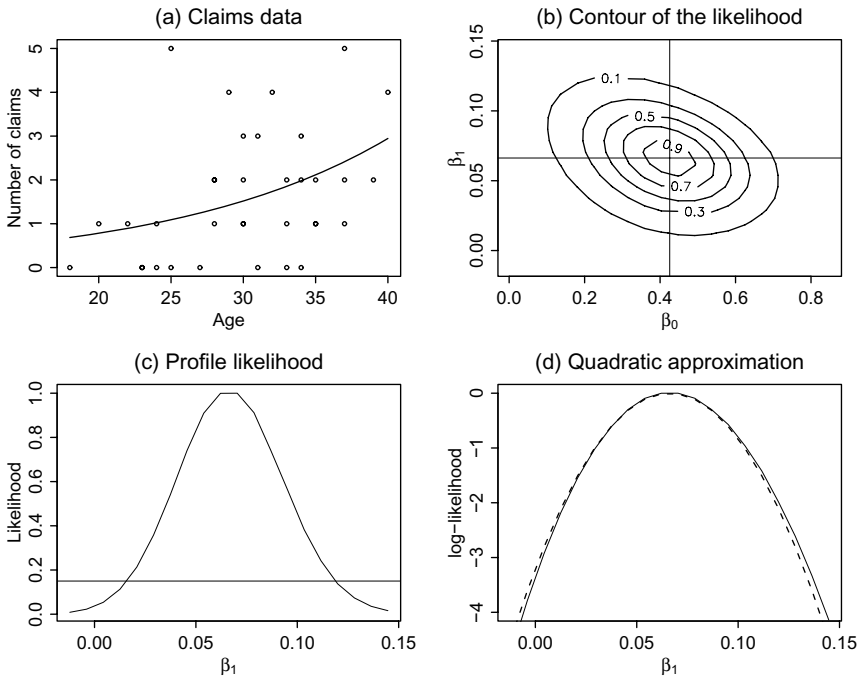 (a) Claims data
Number of claims
5
4
3
2
1
0
20 25 30 35 40
Age
(b) Contour of the likelihood
β1
0.15
0.10
0.05
0.00
0.1
0.5
0.9
0.7
0.3
0.0 0.2 0.4 0.6 0.8
β0
(c) Profile likelihood
Likelihood
1.0
0.8
0.6
0.4
0.2
0.0
0.00 0.05 0.10 0.15
β1
(d) Quadratic approximation
log−likelihood
0
−1
−2
−3
−4
0.00 0.05 0.10 0.15
β1